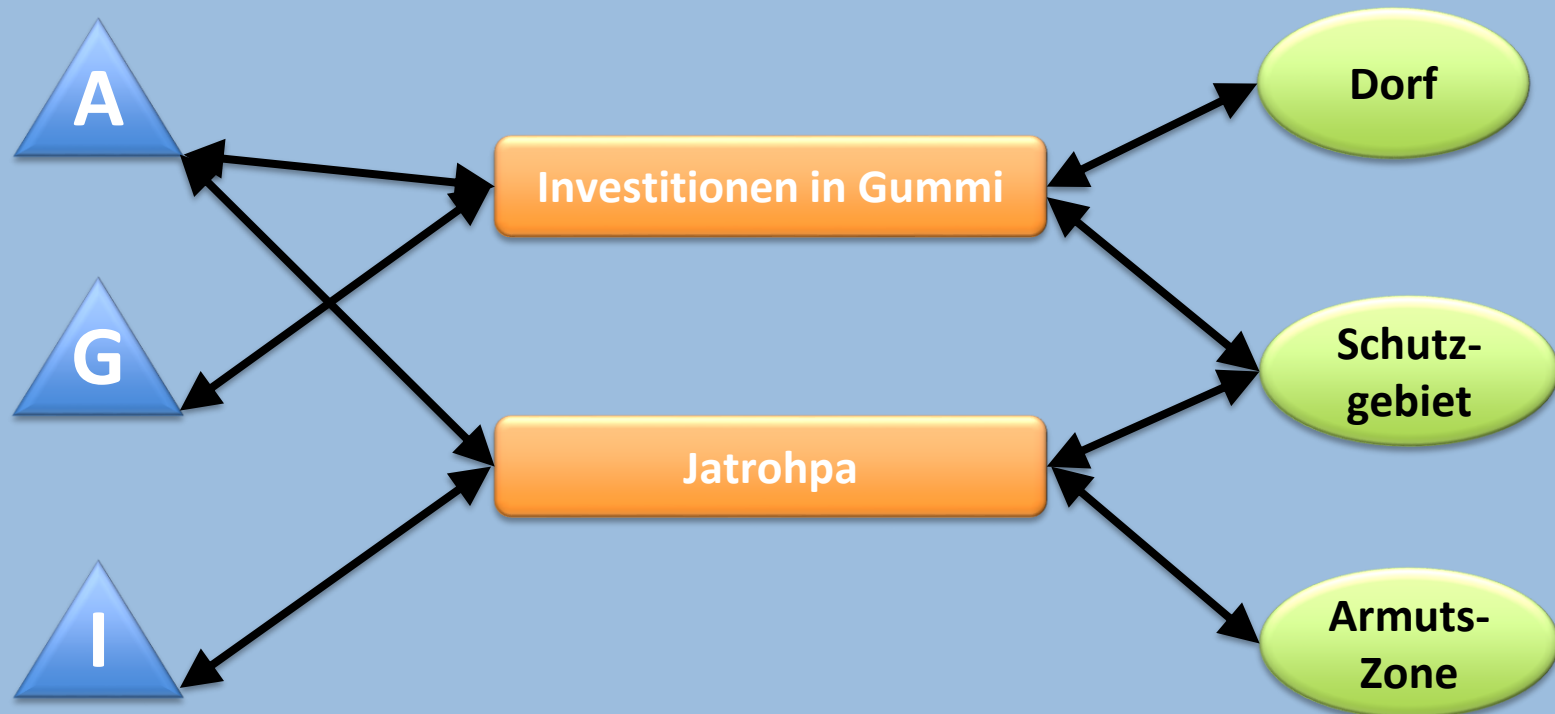 A
Investitionen in Gummi
Dorf
G
Schutz-
gebiet
Jatrohpa
I
Armuts-
Zone